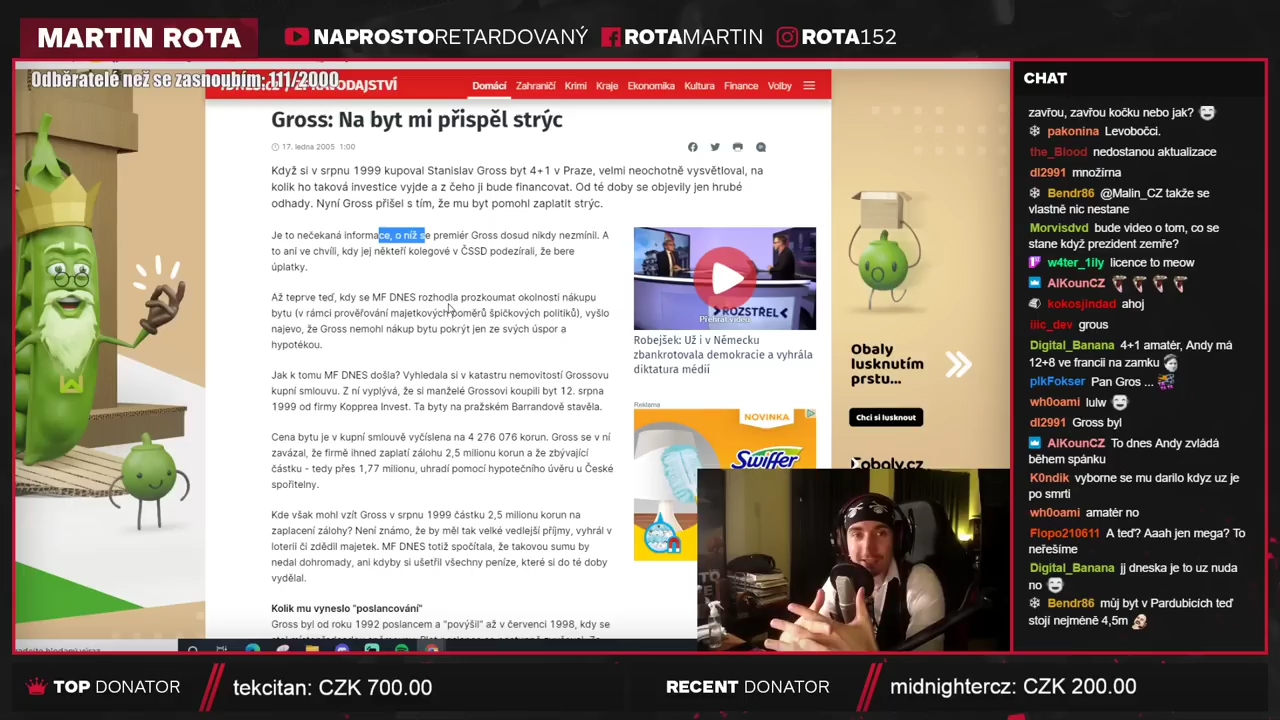 MARTIN ROTA
NAPROSTORETARDOVANÝ
ROTAMARTIN
ROTA152
Odběratelé než se zasnoubím: 111/2000
Domácí Zahraničí Krimi Kraje Ekonomika Kultura Finance Volby
Gross: Na byt mi přispěl strýc
17. ledna 2005 1:00
Když si v srpnu 1999 kupoval Stanislav Gross byt 4+1 v Praze, velmi neochotně vysvětloval, na
kolik ho taková investice vyjde a z čeho ji bude financovat. Od té doby se objevily jen hrubé
odhady. Nyní Gross přišel s tím, že mu byt pomohl zaplatit strýc.
Je to nečekaná informace, o níž se premiér Gross dosud nikdy nezmínil. A
to ani ve chvíli, kdy jej někteří kolegové v ČSSD podezírali, že bere
úplatky.
Až teprve teď, kdy se MF DNES rozhodla prozkoumat okolnosti nákupu
bytu (v rámci prověřování majetkových poměrů špičkových politiků), vyšlo
najevo, že Gross nemohl nákup bytu pokrýt jen ze svých úspor a
hypotékou.
Jak k tomu MF DNES došla? Vyhledala si v katastru nemovitostí Grossovu
kupní smlouvu. Z ní vyplývá, že si manželé Grossovi koupili byt 12. srpna
1999 od firmy Kopprea Invest. Ta byty na pražském Barrandově stavěla.
Cena bytu je v kupní smlouvě vyčíslena na 4 276 076 korun. Gross se v ní
zavázal, že firmě ihned zaplatí zálohu 2,5 milionu korun a že zbývající
částku - tedy přes 1,77 milionu, uhradí pomocí hypotečního úvěru u České
spořitelny.
Kde však mohl vzít Gross v srpnu 1999 částku 2,5 milionu korun na
zaplacení zálohy? Není známo, že by měl tak velké vedlejší příjmy, vyhrál v
loterii či zdědil majetek. MF DNES totiž spočítala, že takovou sumu by
nedal dohromady, ani kdyby si ušetřil všechny peníze, které si do té doby
vydělal.
Kolik mu vyneslo "poslancování"
Gross byl od roku 1992 poslancem a "povýšil" až v červenci 1998, kdy se
ROZSTŘEL
Přehrát video
Robejšek: Už i v Německu
zbankrotovala demokracie a vyhrála
diktatura médií
Reklama
NOVINKA
Swiffer
Obaly
lusknutím
prstu...
Chci si lusknout
Obaly.cz
CHAT
zavřou, zavřou kočku nebo jak?
pakonina Levobočci.
the_Blood nedostanou aktualizace
dl2991 mnozírna
Bendr86 @Malin_CZ takže se
vlastně nic nestane
Morvisdvd bude video o tom, co se
stane když prezident zemře?
w4ter_1ily licence to meow
AlKounCZ
kokosjindad ahoj
iiic_dev grous
Digital_Banana 4+1 amatér, Andy má
12+8 ve francii na zamku
pikFokser Pan Gros ...
wh0oami lulw
dl2991 Gross byl
AlKounCZ To dnes Andy zvládá
během spánku
K0ndik vyborne se mu darilo kdyz uz je
po smrti
wh0oami amatér no
Flopo210611 A teď? Aaah jen mega? To
neřešíme
Digital_Banana jj dneska je to uz nuda
no
Bendr86 můj byt v Pardubicích teď
stojí nejméně 4,5m
TOP DONATOR
tekcitan: CZK 700.00
RECENT DONATOR
midnightercz: CZK 200.00